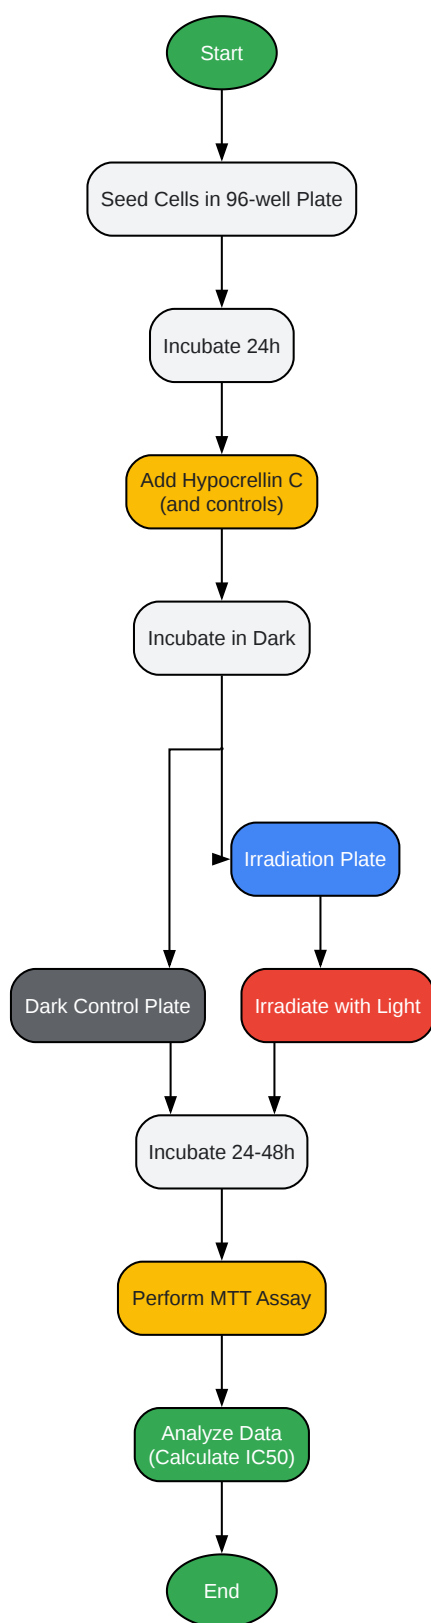 Start
Seed Cells in 96-well Plate
Incubate 24h
Add Hypocrellin C
(and controls)
Incubate in Dark
Irradiation Plate
Dark Control Plate
Irradiate with Light
Incubate 24-48h
Perform MTT Assay
Analyze Data
(Calculate IC50)
End